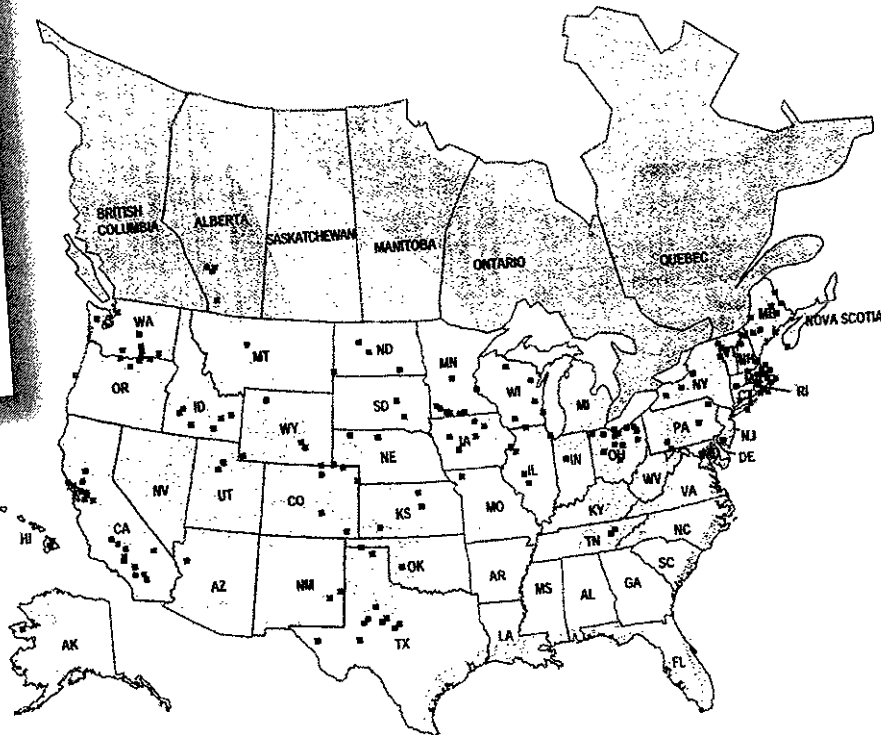 BRITISH
COLUMBIA
ALBERTA
SASKATCHEWAN
MANITOBA
ONTARIO
QUEBEC
NOVA SCOTIA
WA
MT
ND
MN
OR
ID
WY
SD
WI
MI
NY
NH
CT
RI
NJ
DE
PA
IA
NE
IL
IN
OH
WV
VA
NV
UT
CO
KS
MO
KY
CA
HI
AZ
NM
OK
AR
TN
NC
SC
MS
AL
GA
LA
TX
AK
FL